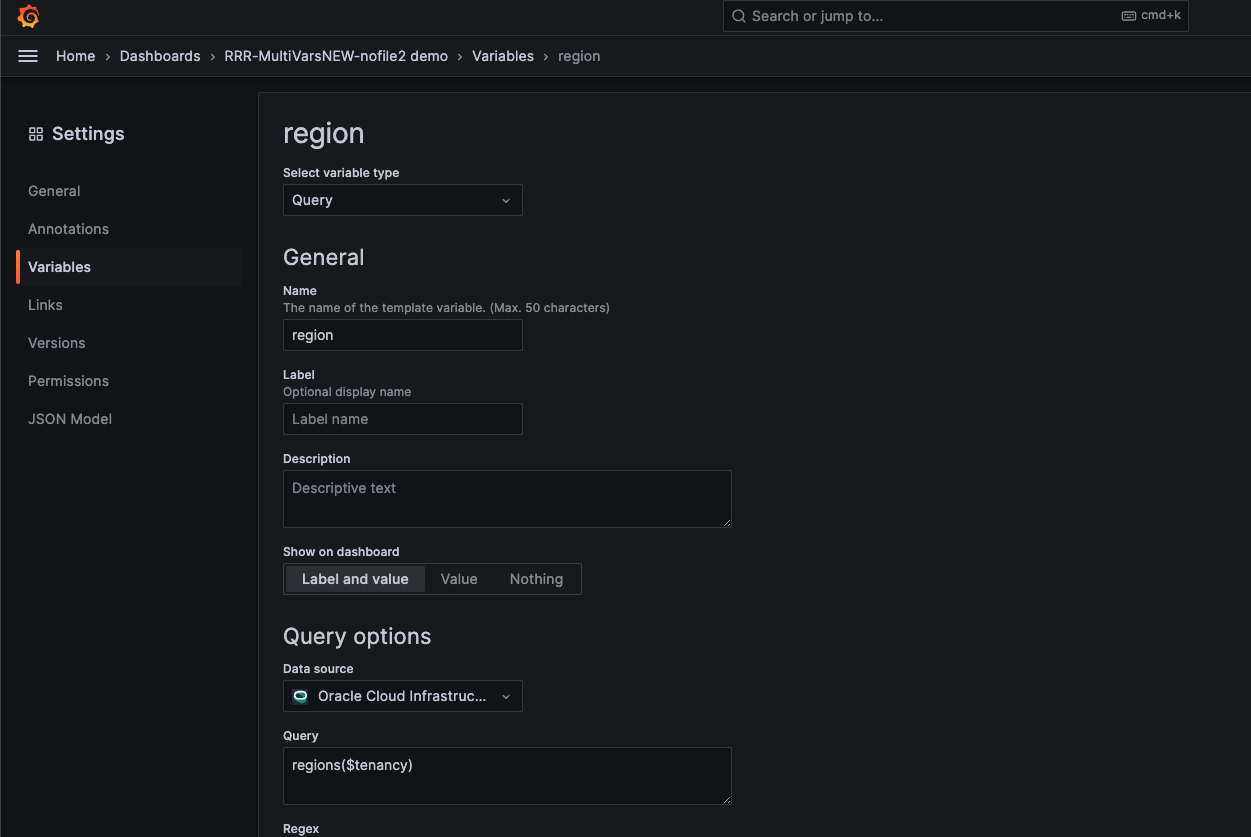 Search or jump to...
cmd+k
Home › Dashboards › RRR-MultiVarsNEW-nofile2 demo › Variables › region
Settings
General
Annotations
Variables
Links
Versions
Permissions
JSON Model
region
Select variable type
Query
General
Name
The name of the template variable. (Max. 50 characters)
region
Label
Optional display name
Label name
Description
Descriptive text
Show on dashboard
Label and value Value Nothing
Query options
Data source
Oracle Cloud Infrastruc...
Query
regions($tenancy)
Regex